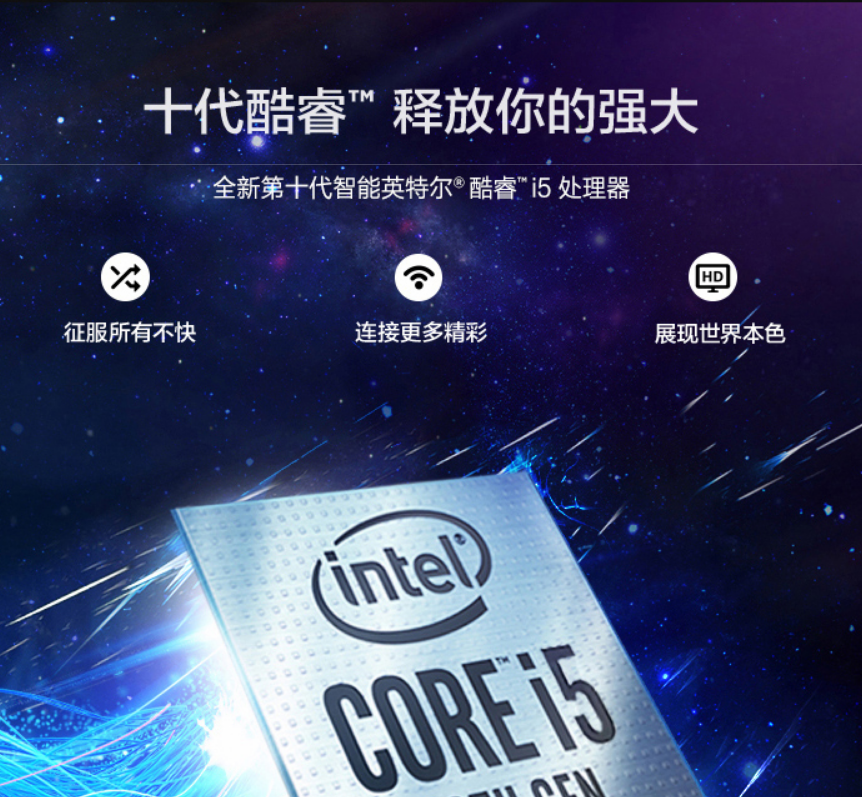 十代酷睿™ 释放你的强大
全新第十代智能英特尔® 酷睿™ i5 处理器
HD
征服所有不快
连接更多精彩
展现世界本色
intel®
CORE™ i5
GEN